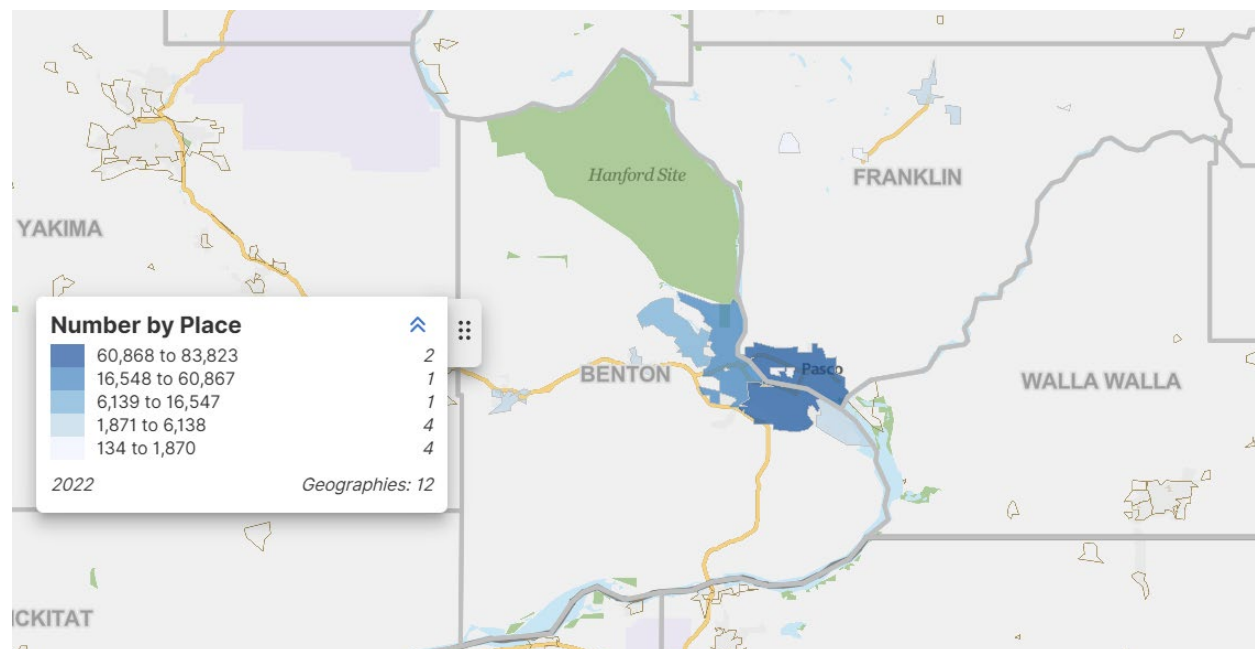 Hanford Site
FRANKLIN
YAKIMA
Number by Place
60,868 to 83,823 2
16,548 to 60,867 1
6,139 to 16,547 1
1,871 to 6,138 4
134 to 1,870 4
2022 Geographies: 12
BENTON
Pasco
WALLA WALLA
CKITAT